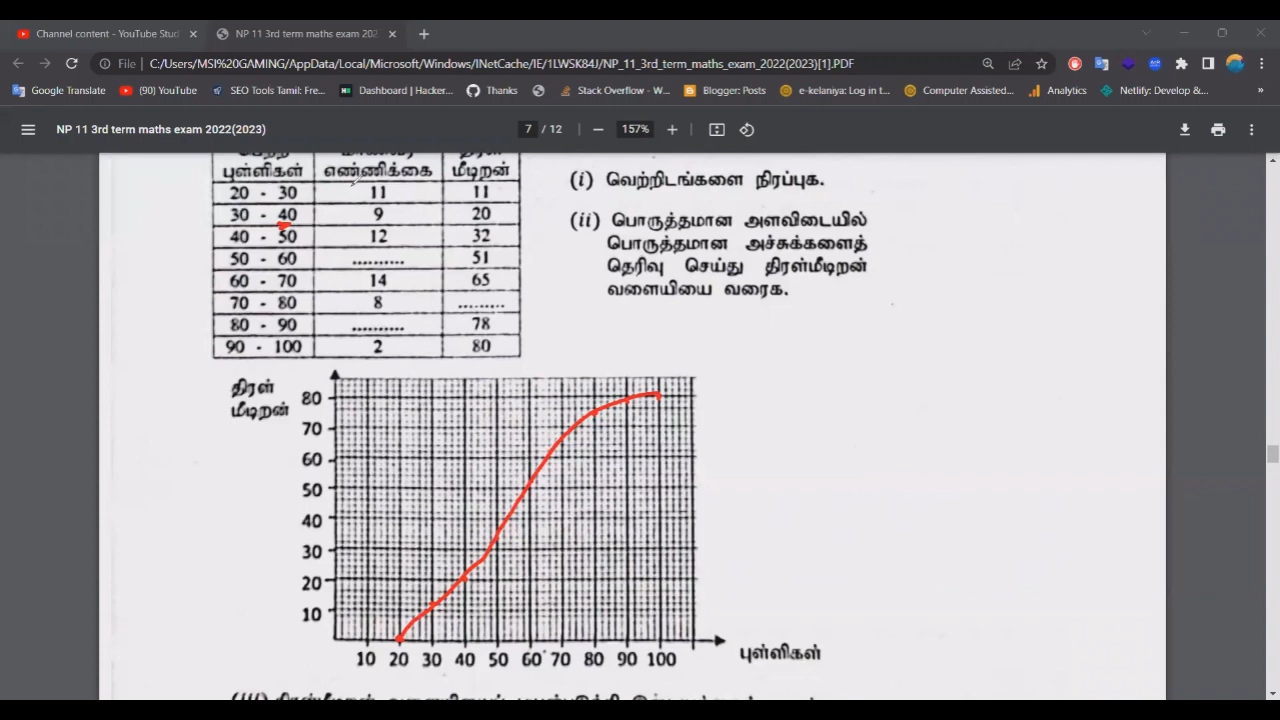 Channel content - YouTube Stud
NP 11 3rd term maths exam 202
File
C:/Users/MSI%20GAMING/AppData/Local/Microsoft/Windows/INetCache/IE/1LWSK84J/NP_11_3rd_term_maths_exam_2022(2023)[1].PDF
Google Translate
(90) YouTube
SEO Tools Tamit Fre...
Dashboard | Hacker...
Thanks
Stack Overflow - W...
Blogger: Posts
e-kelaniya: Log in t...
Computer Assisted...
Analytics
Netlify: Develop &...
»
NP 11 3rd term maths exam 2022(2023)
7 / 12
157%
புள்ளிகள் எண்ணிக்கை மீடிறன்
20 - 30 11 11
30 - 40 9 20
40 - 50 12 32
50 - 60 .......... 51
60 - 70 14 65
70 - 80 8 .........
80 - 90 .......... 78
90 - 100 2 80
(i) வெற்றிடங்களை நிரப்புக.
(ii) பொருத்தமான அளவிடையில்
பொருத்தமான அச்சுக்களைத்
தெரிவு செய்து திரள்மீடிறன்
வளையியை வரைக.
திரள்
மீடிறன்
80
70
60
50
40
30
20
10
10 20 30 40 50 60 70 80 90 100
புள்ளிகள்